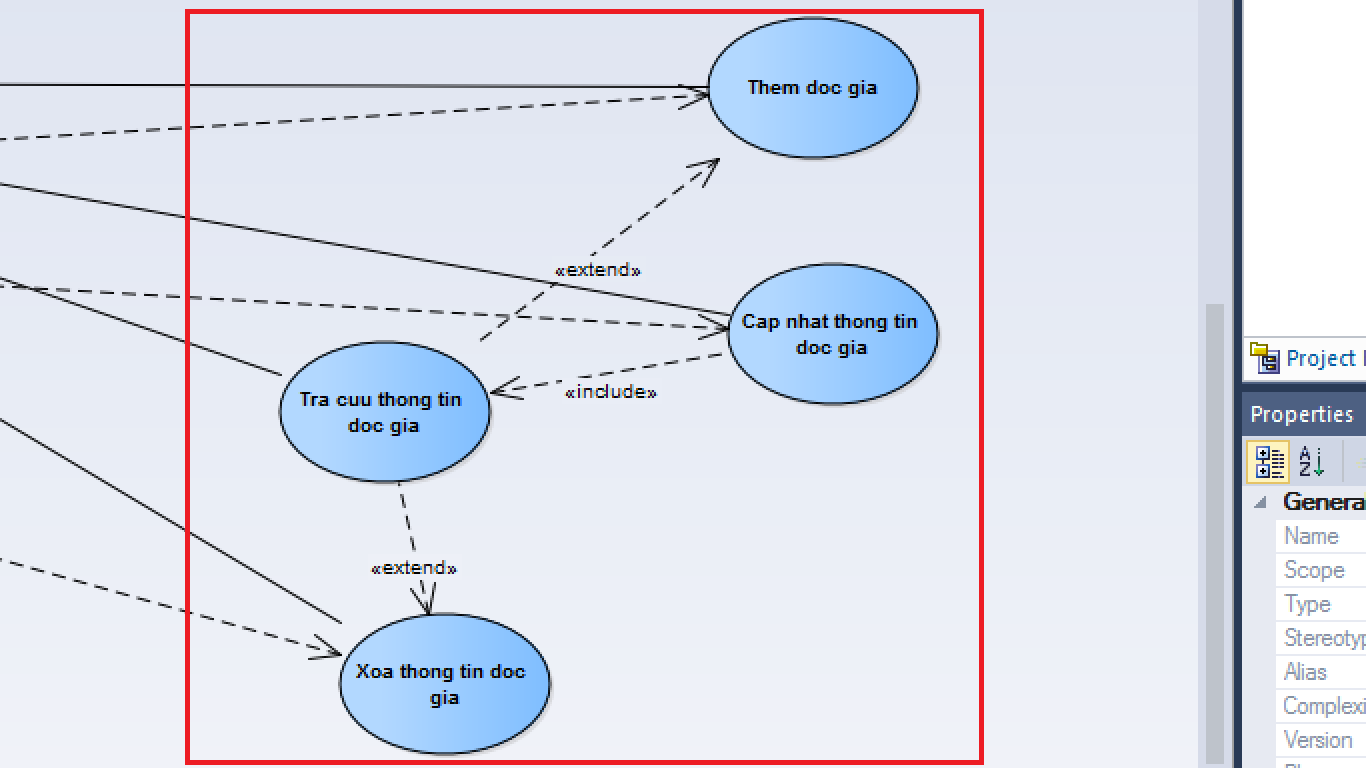 Them doc gia
«extend»
Cap nhat thong tin
doc gia
«include»
Tra cuu thong tin
doc gia
«extend»
Xoa thong tin doc
gia
Project
Properties
Genera
Name
Scope
Type
Stereotyp
Alias
Complexi
Version